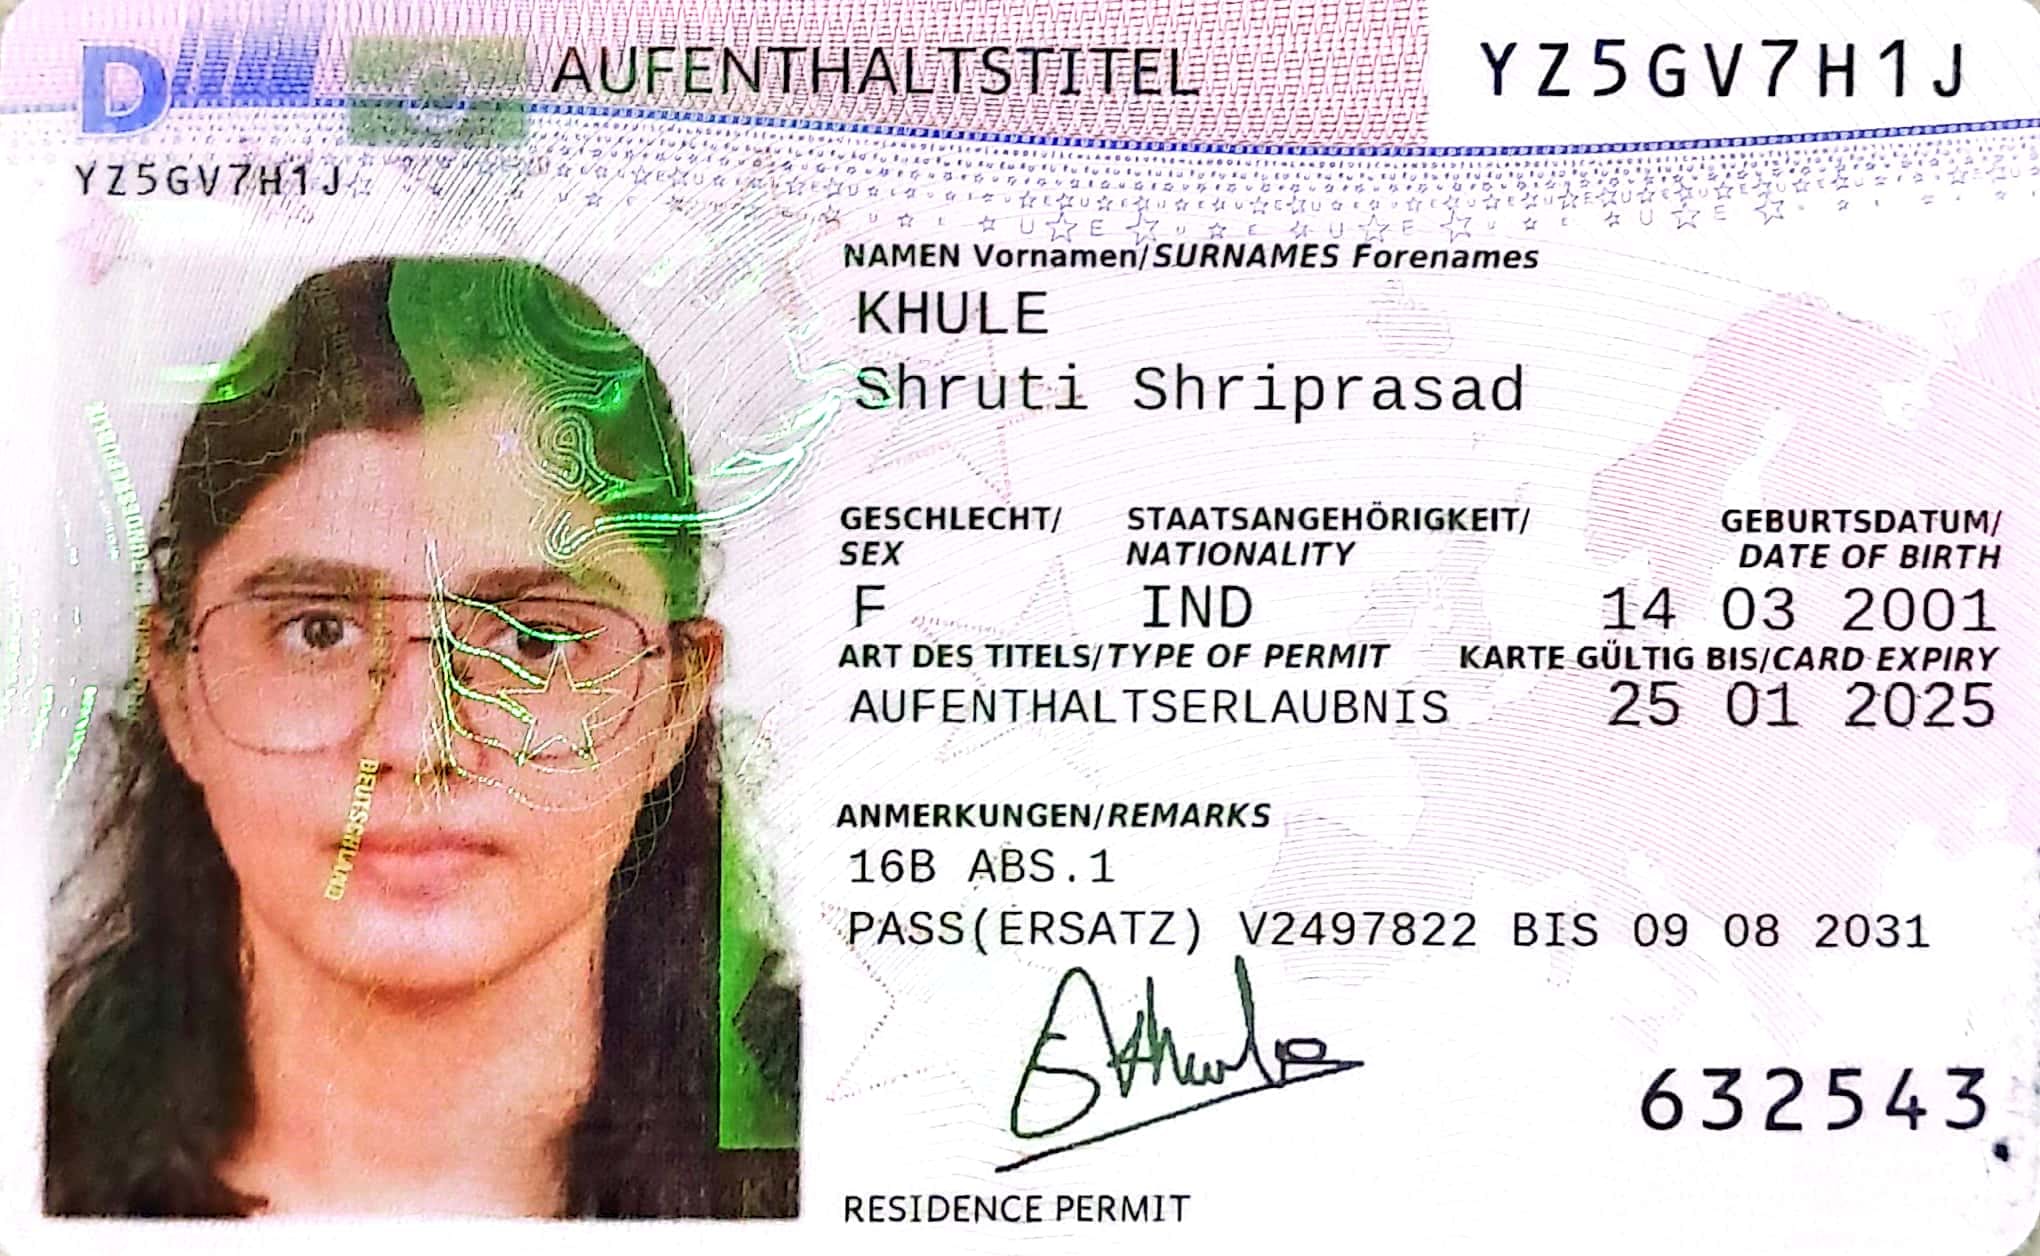 D
AUFENTHALTSTITEL
YZ5GV7H1J
YZ5GV7H1J
NAMEN Vornamen/SURNAMES Forenames
KHULE
Shruti Shriprasad
GESCHLECHT/ STAATSANGEHÖRIGKEIT/ GEBURTSDATUM/
SEX NATIONALITY DATE OF BIRTH
F IND 14 03 2001
ART DES TITELS/TYPE OF PERMIT KARTE GÜLTIG BIS/CARD EXPIRY
AUFENTHALTSERLAUBNIS 25 01 2025
ANMERKUNGEN/REMARKS
16B ABS.1
PASS(ERSATZ) V2497822 BIS 09 08 2031
632543
RESIDENCE PERMIT